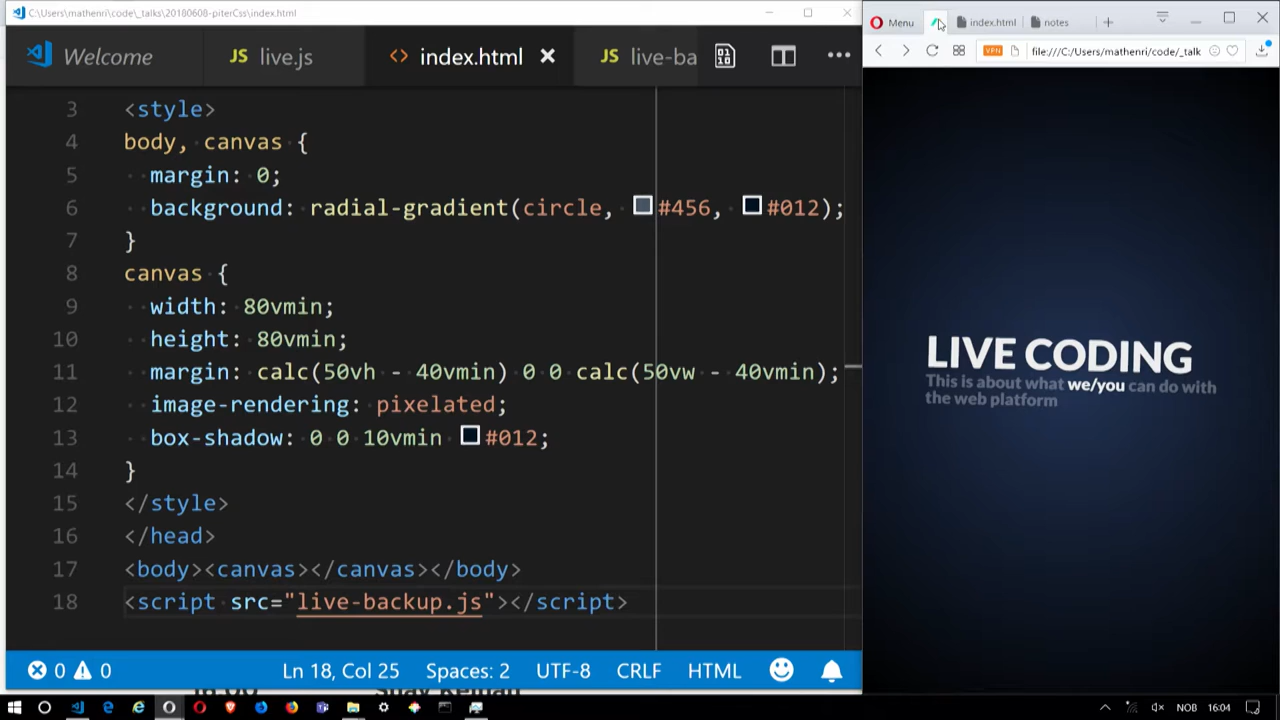 C:\Users\mathenri\code\_talks\20180608-piterCss\index.html
Welcome
JS live.js
<> index.html
JS live-ba
3 <style>
4 body, canvas {
5 margin: 0;
6 background: radial-gradient(circle, #456, #012);
7 }
8 canvas {
9 width: 80vmin;
10 height: 80vmin;
11 margin: calc(50vh - 40vmin) 0 0 calc(50vw - 40vmin);
12 image-rendering: pixelated;
13 box-shadow: 0 0 10vmin #012;
14 }
15 </style>
16 </head>
17 <body><canvas></canvas></body>
18 <script src="live-backup.js"></script>
0 0 Ln 18, Col 25 Spaces: 2 UTF-8 CRLF HTML
Menu
index.html
notes
VPN
file:///C:/Users/mathenri/code/_talk
LIVE CODING
This is about what we/you can do with
the web platform
NOB 16:04